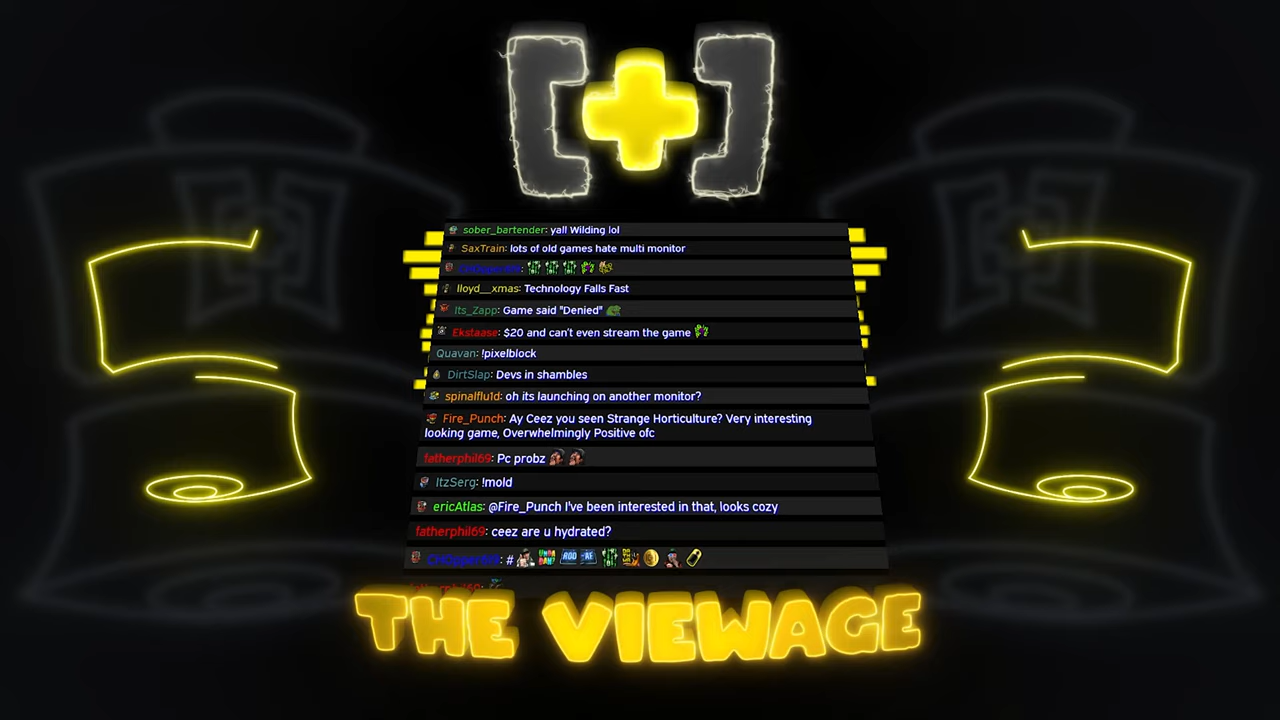 sober_bartender: yall Wilding lol
SaxTrain: lots of old games hate multi monitor
lloyd__xmas: Technology Falls Fast
Its_Zapp: Game said "Denied"
Ekstaase: $20 and can't even stream the game
Quavan: !pixelblock
DirtSlap: Devs in shambles
spinalflu1d: oh its launching on another monitor?
Fire_Punch: Ay Ceez you seen Strange Horticulture? Very interesting
looking game, Overwhelmingly Positive ofc
fatherphil69: Pc probz
ItzSerg: !mold
ericAtlas: @Fire_Punch I've been interested in that, looks cozy
fatherphil69: ceez are u hydrated?
#
fatherphil69:
THE VIEWAGE